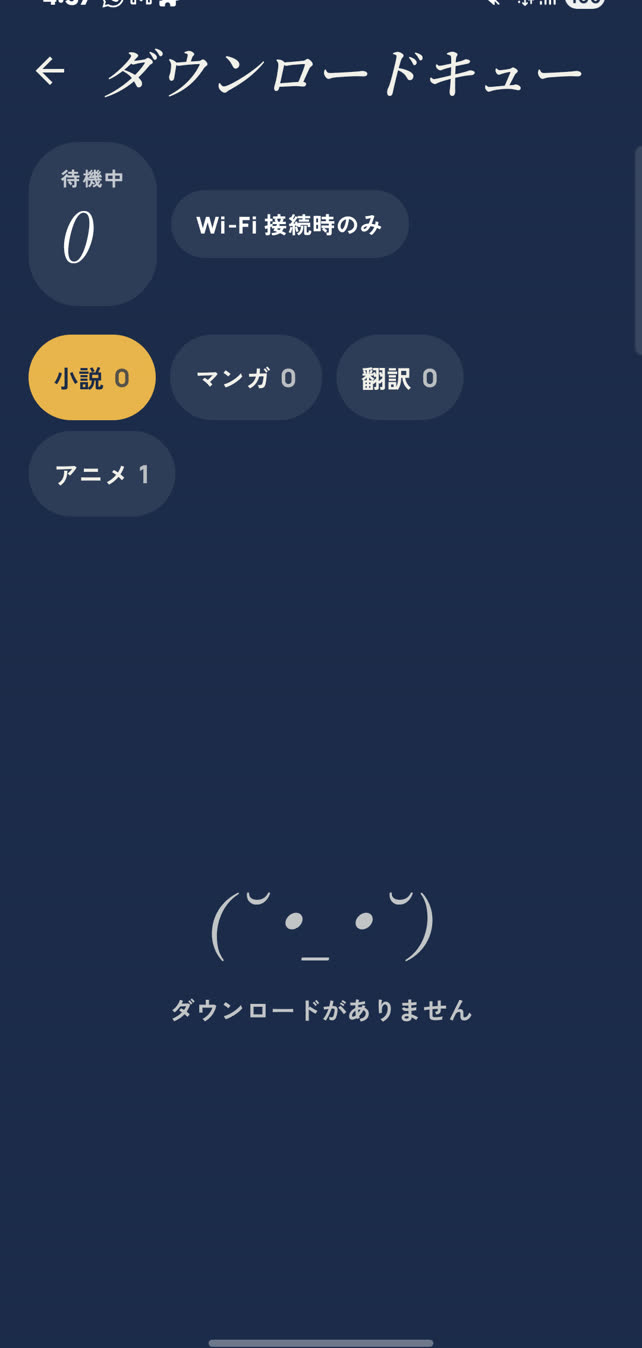 ダウンロードキュー
待機中
0
Wi-Fi 接続時のみ
小説 0
マンガ 0
翻訳 0
アニメ 1
(˘•_•˘)
ダウンロードがありません